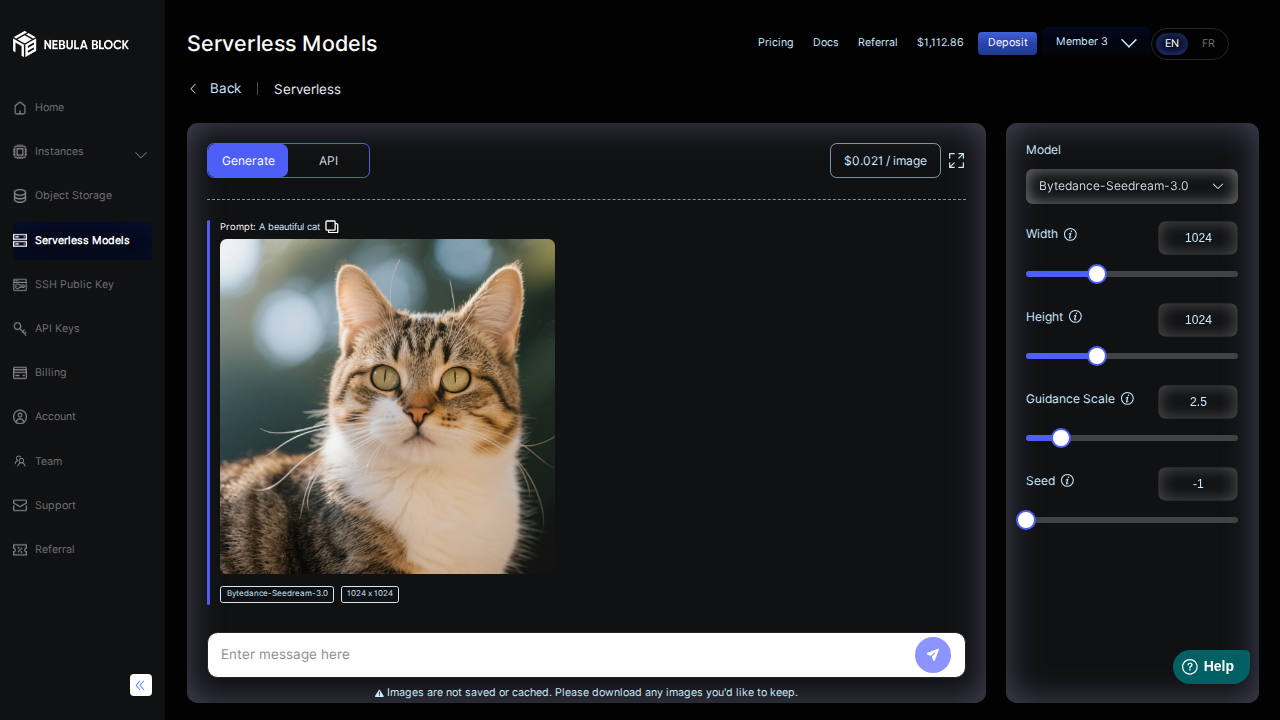 NEBULA BLOCK
Serverless Models
Pricing
Docs
Referral
$1,112.86
Deposit
Member 3
EN
FR
Back
Serverless
Home
Instances
Object Storage
Serverless Models
SSH Public Key
API Keys
Billing
Account
Team
Support
Referral
Generate
API
$0.021 / image
Prompt: A beautiful cat
Bytedance-Seedream-3.0
1024 x 1024
Enter message here
Images are not saved or cached. Please download any images you'd like to keep.
Model
Bytedance-Seedream-3.0
Width
1024
Height
1024
Guidance Scale
2.5
Seed
-1
Help